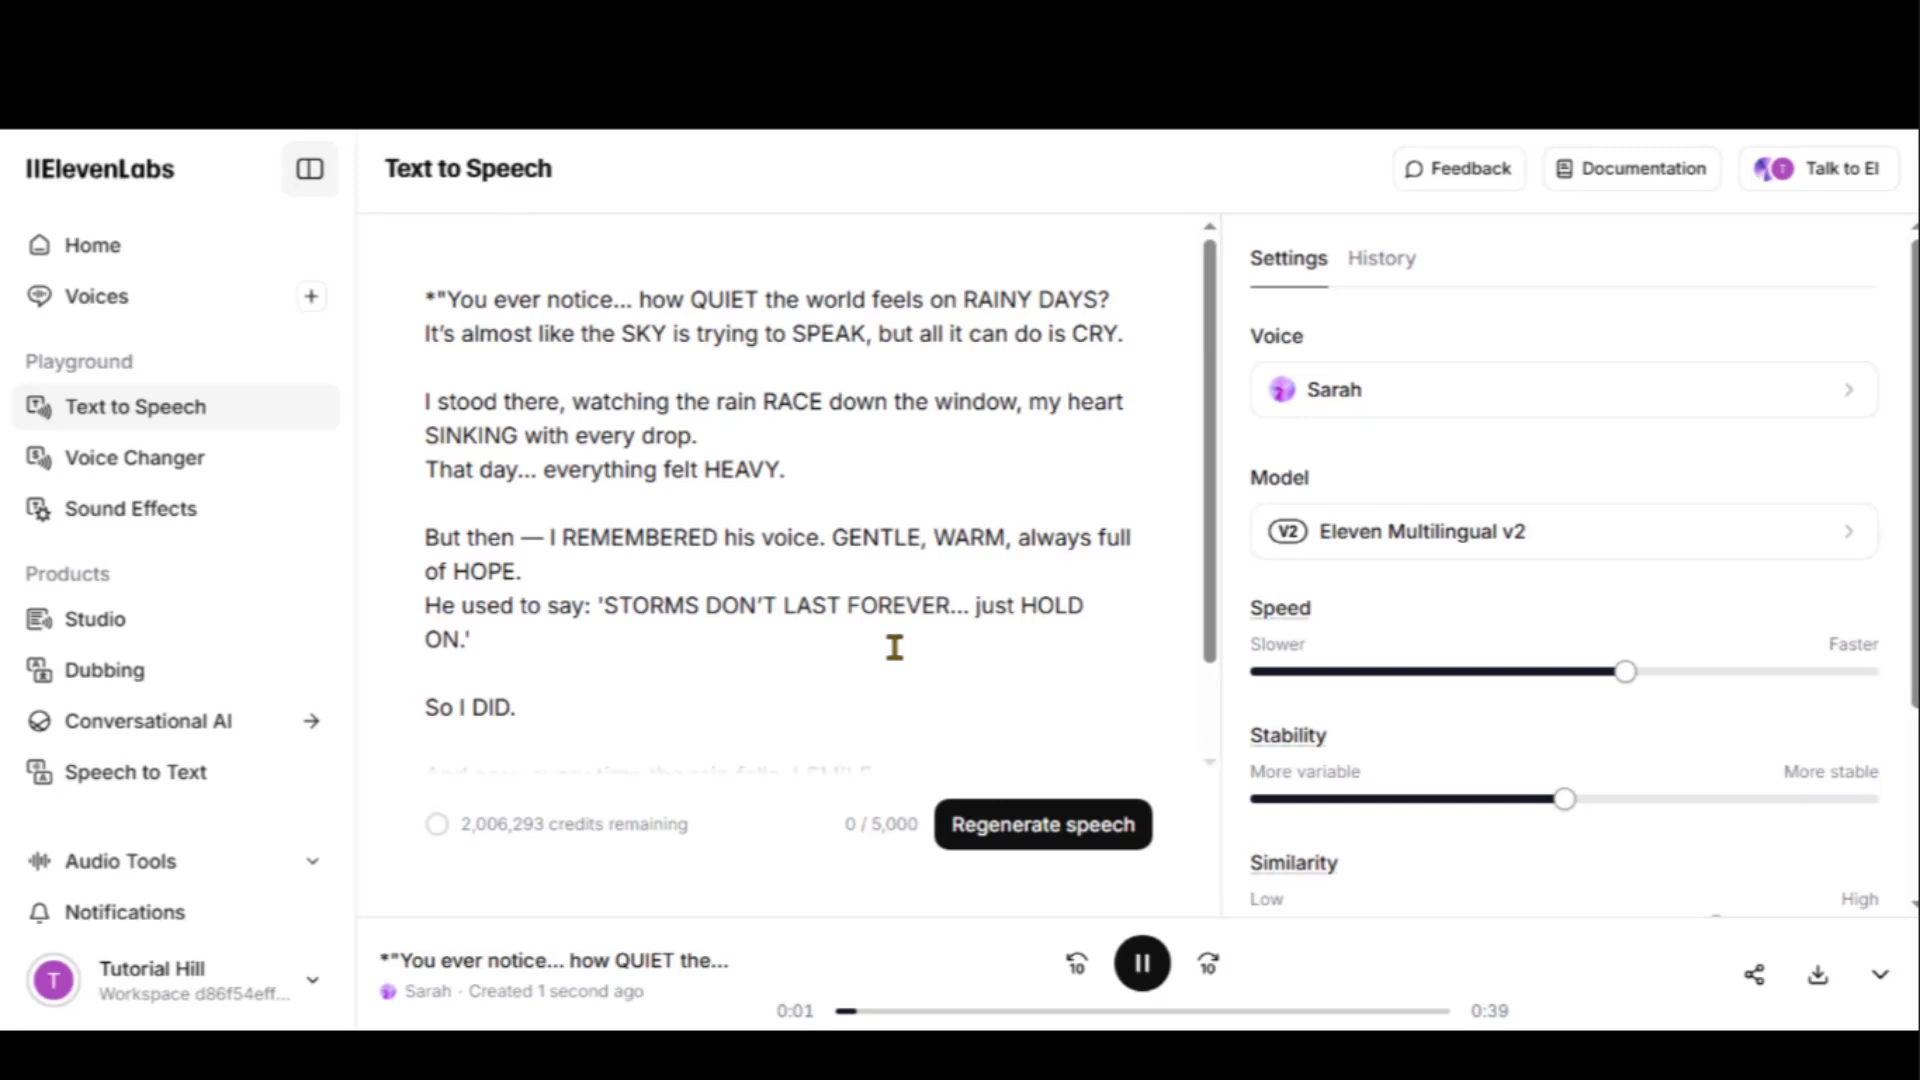 IIElevenLabs
Text to Speech
Feedback
Documentation
T
Talk to El
Home
Voices
Playground
Text to Speech
Voice Changer
Sound Effects
Products
Studio
Dubbing
Conversational AI
Speech to Text
Audio Tools
Notifications
T
Tutorial Hill
Workspace d86f54eff...
*"You ever notice... how QUIET the world feels on RAINY DAYS?
It’s almost like the SKY is trying to SPEAK, but all it can do is CRY.
I stood there, watching the rain RACE down the window, my heart
SINKING with every drop.
That day... everything felt HEAVY.
But then — I REMEMBERED his voice. GENTLE, WARM, always full
of HOPE.
He used to say: 'STORMS DON’T LAST FOREVER... just HOLD
ON.'
So I DID.
And now, every time the rain falls, I SMILE
2,006,293 credits remaining
0 / 5,000
Regenerate speech
Settings
History
Voice
Sarah
Model
V2 Eleven Multilingual v2
Speed
Slower
Faster
Stability
More variable
More stable
Similarity
Low
High
*"You ever notice... how QUIET the...
Sarah · Created 1 second ago
10
10
0:01
0:39